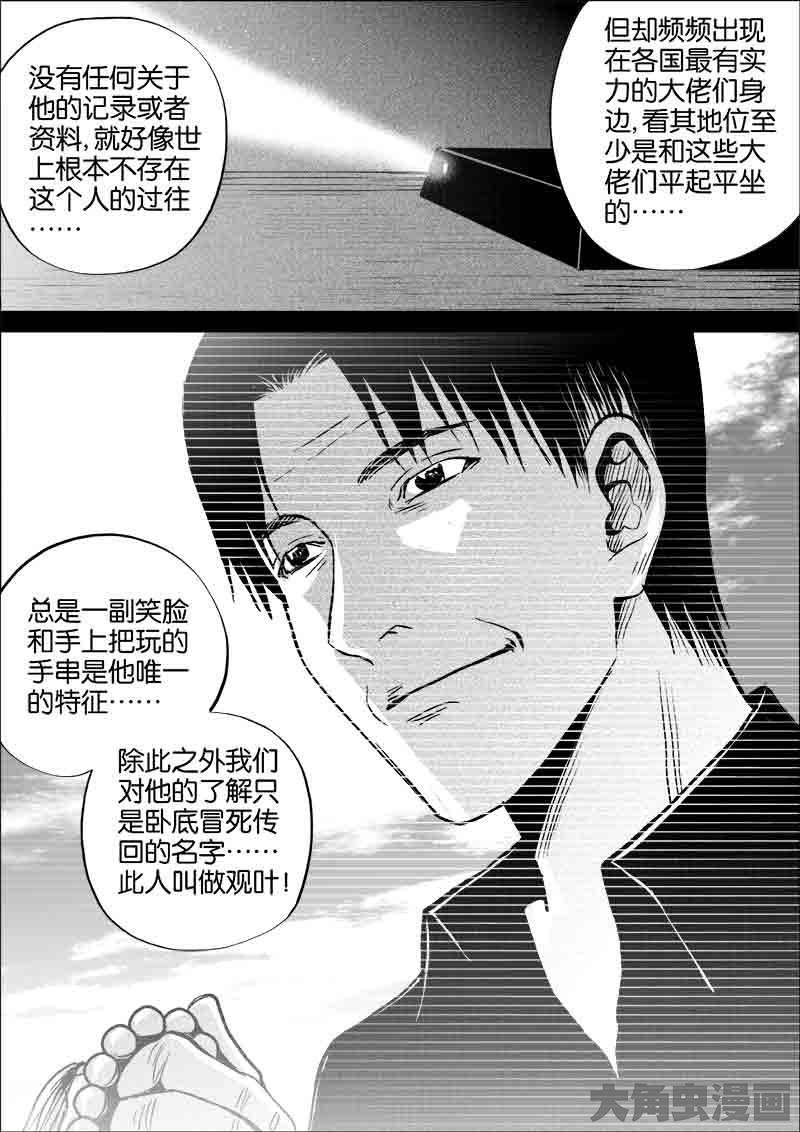 没有任何关于
他的记录或者
资料,就好像世
上根本不存在
这个人的过往
……
但却频频出现
在各国最有实
力的大佬们身
边,看其地位至
少是和这些大
佬们平起平坐
的……
总是一副笑脸
和手上把玩的
手串是他唯一
的特征……
除此之外我们
对他的了解只
是卧底冒死传
回的名字……
此人叫做观叶!
大角虫漫画